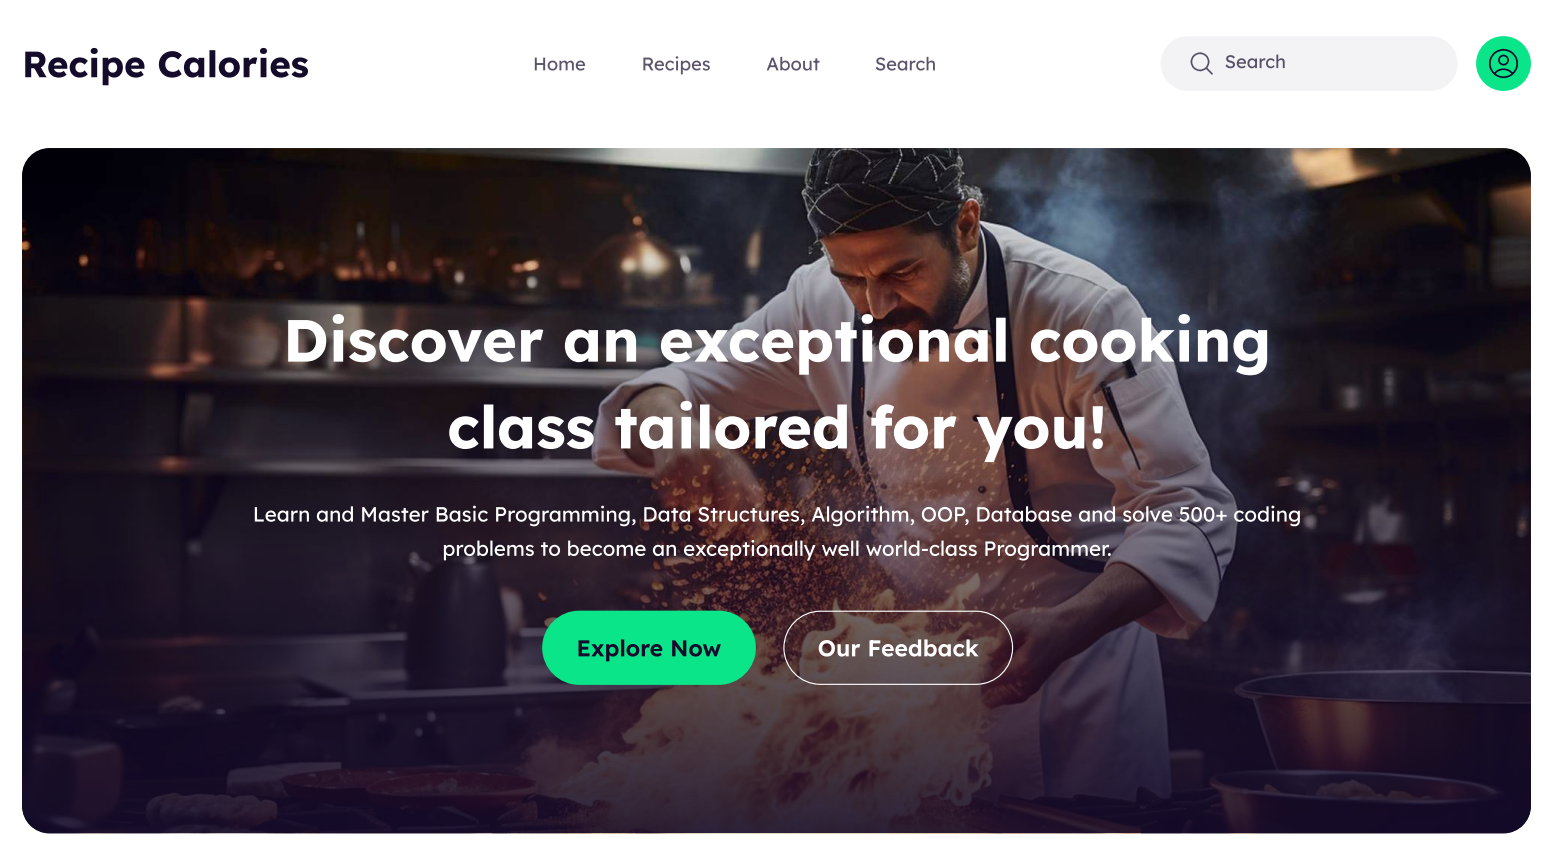 Recipe Calories
Home
Recipes
About
Search
Search
Discover an exceptional cooking
class tailored for you!
Learn and Master Basic Programming, Data Structures, Algorithm, OOP, Database and solve 500+ coding
problems to become an exceptionally well world-class Programmer.
Explore Now
Our Feedback